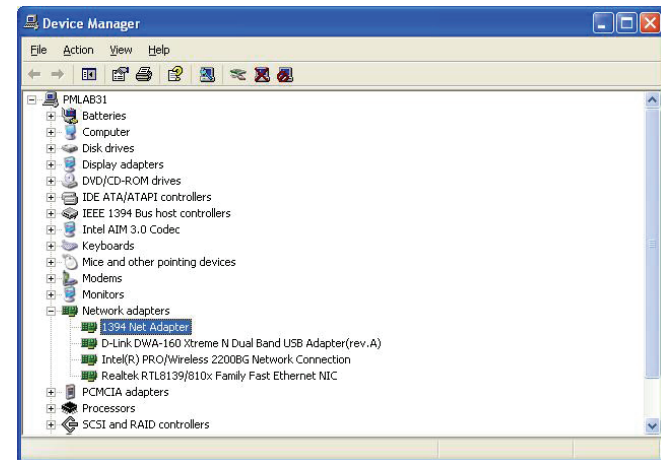 Device Manager
File Action View Help
PMLAB31
Batteries
Computer
Disk drives
Display adapters
DVD/CD-ROM drives
IDE ATA/ATAPI controllers
IEEE 1394 Bus host controllers
Intel AIM 3.0 Codec
Keyboards
Mice and other pointing devices
Modems
Monitors
Network adapters
1394 Net Adapter
D-Link DWA-160 Xtreme N Dual Band USB Adapter(rev.A)
Intel(R) PRO/Wireless 2200BG Network Connection
Realtek RTL8139/810x Family Fast Ethernet NIC
PCMCIA adapters
Processors
SCSI and RAID controllers